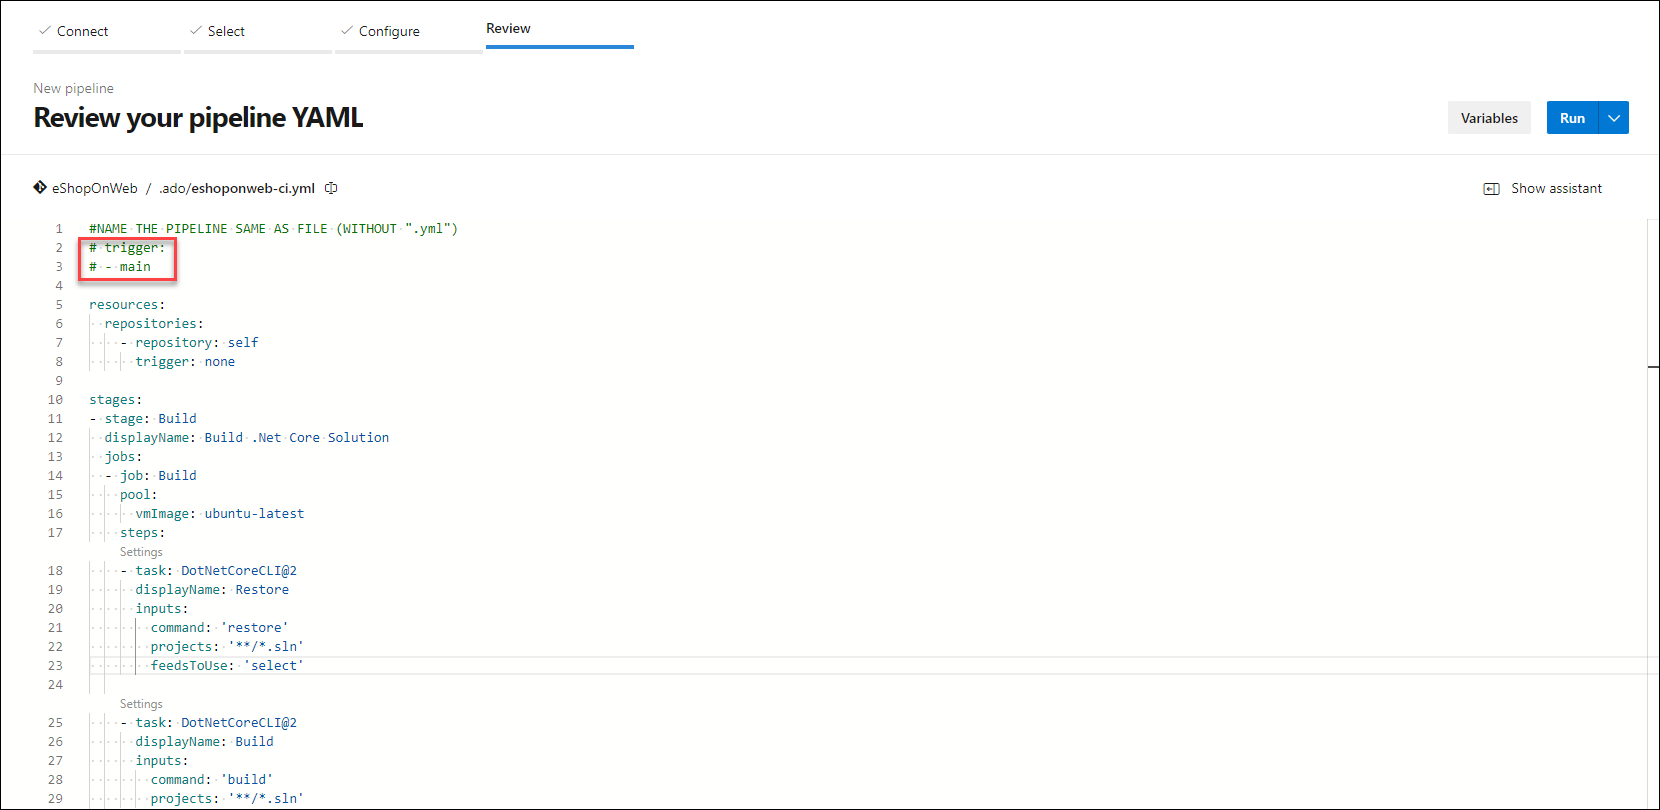 Connect Select Configure Review
New pipeline
Review your pipeline YAML
Variables Run
eShopOnWeb / .ado/eshoponweb-ci.yml Show assistant
1 #NAME THE PIPELINE SAME AS FILE (WITHOUT ".yml")
2 # trigger:
3 # - main
4
5 resources:
6 repositories:
7 - repository: self
8 trigger: none
9
10 stages:
11 - stage: Build
12 displayName: Build .Net Core Solution
13 jobs:
14 - job: Build
15 pool:
16 vmImage: ubuntu-latest
17 steps:
Settings
18 - task: DotNetCoreCLI@2
19 displayName: Restore
20 inputs:
21 command: 'restore'
22 projects: '**/*.sln'
23 feedsToUse: 'select'
24
Settings
25 - task: DotNetCoreCLI@2
26 displayName: Build
27 inputs:
28 command: 'build'
29 projects: '**/*.sln'